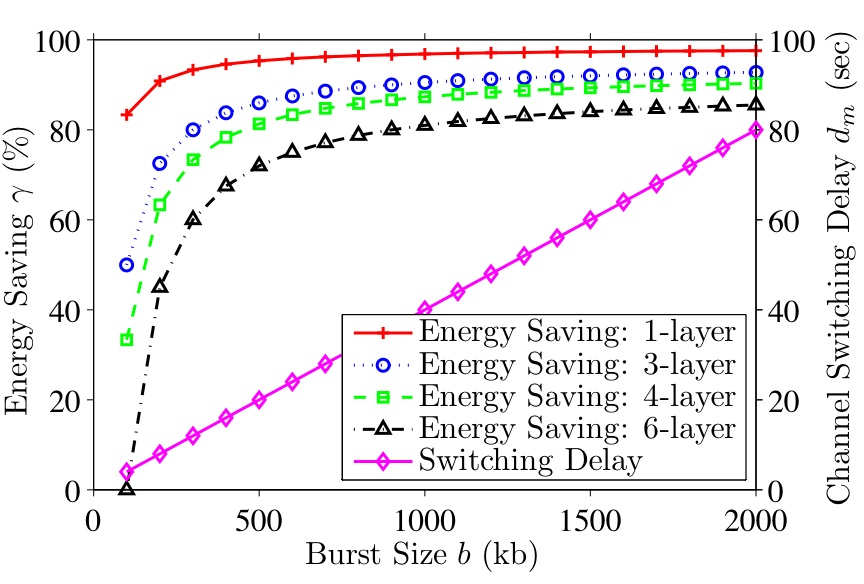 100
80
60
40
20
0
Energy Saving γ (%)
100
80
60
40
20
0
Channel Switching Delay dₘ (sec)
Energy Saving: 1-layer
Energy Saving: 3-layer
Energy Saving: 4-layer
Energy Saving: 6-layer
Switching Delay
0 500 1000 1500 2000
Burst Size b (kb)